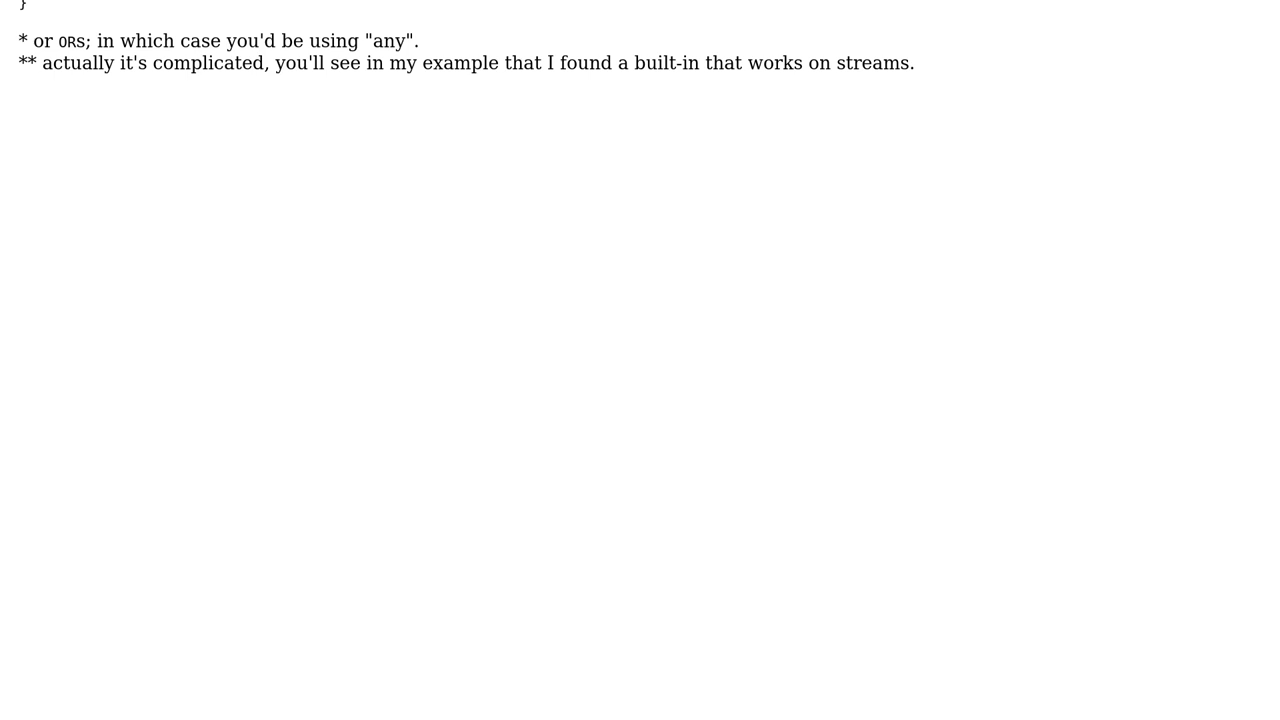 }
* or ORs; in which case you'd be using "any".
** actually it's complicated, you'll see in my example that I found a built-in that works on streams.